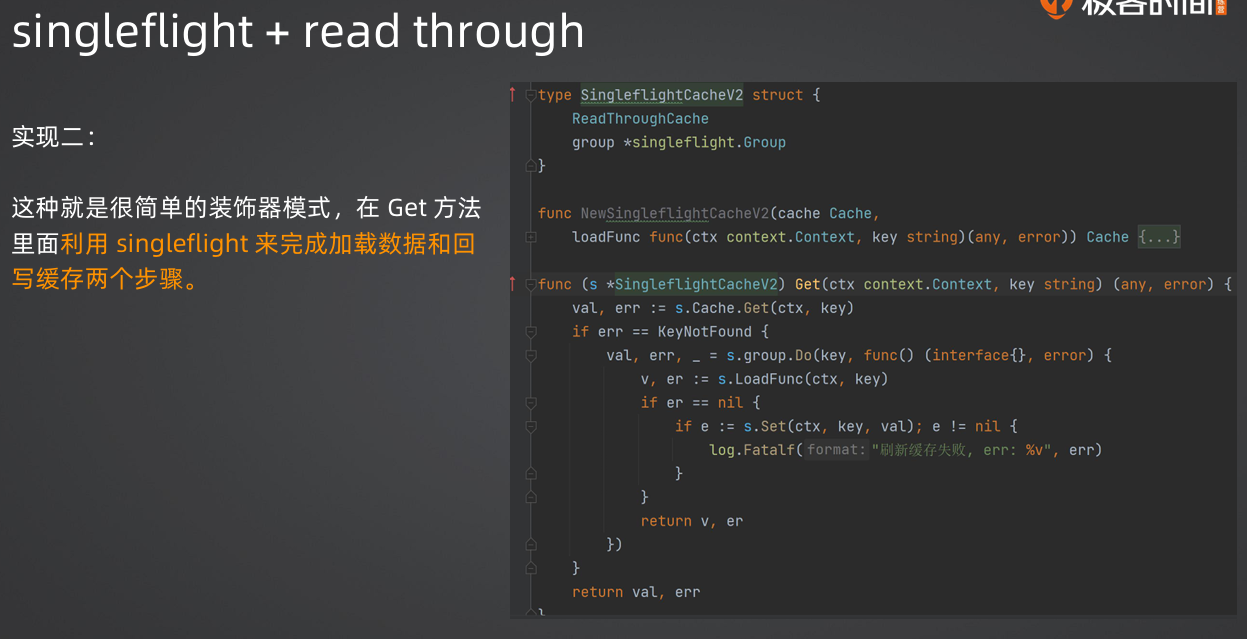 singleflight + read through
极客时间
实现二：
这种就是很简单的装饰器模式，在 Get 方法
里面利用 singleflight 来完成加载数据和回
写缓存两个步骤。
type SingleflightCacheV2 struct {
    ReadThroughCache
    group *singleflight.Group
}
func NewSingleflightCacheV2(cache Cache,
    loadFunc func(ctx context.Context, key string)(any, error)) Cache {...}
func (s *SingleflightCacheV2) Get(ctx context.Context, key string) (any, error) {
    val, err := s.Cache.Get(ctx, key)
    if err == KeyNotFound {
        val, err, _ = s.group.Do(key, func() (interface{}, error) {
            v, er := s.LoadFunc(ctx, key)
            if er == nil {
                if e := s.Set(ctx, key, val); e != nil {
                    log.Fatalf(format: "刷新缓存失败, err: %v", err)
                }
            }
            return v, er
        })
    }
    return val, err
}